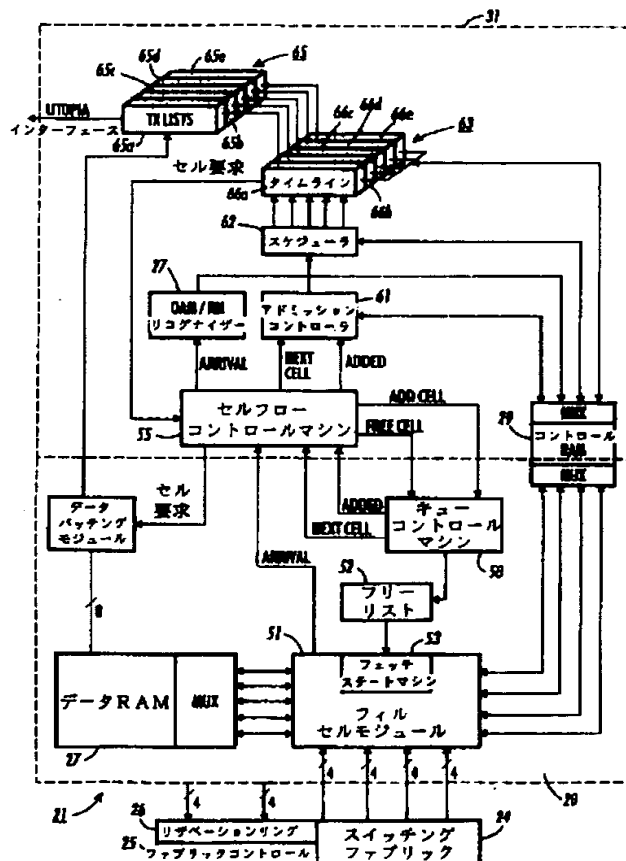 31
65d 65e 65
65c
UTOPIA
インターフェース
TX LISTS
65a
65b
66c 66d 66e 63
セル要求
タイムライン
66a
66b
62
スケジューラ
27
61
OAM/RM
リコグナイザー
アドミッション
コントローラ
ARRIVAL
NEXT
CELL
ADDED
セルフロー
コントロールマシン
55
ADD CELL
FREE CELL
29
MUX
コントロール
RAM
MUX
セル
要求
データ
パッチング
モジュール
ADDED
NEXT CELL
キュー
コントロール
マシン
58
ARRIVAL
52
フリー
リスト
8
51
53
データRAM
MUX
フェッチ
ステートマシン
フィル
セルモジュール
27
4 4 4 4 4 4
21
20
26
リザベーションリング
25
ファブリックコントロール
スイッチング
ファブリック
24